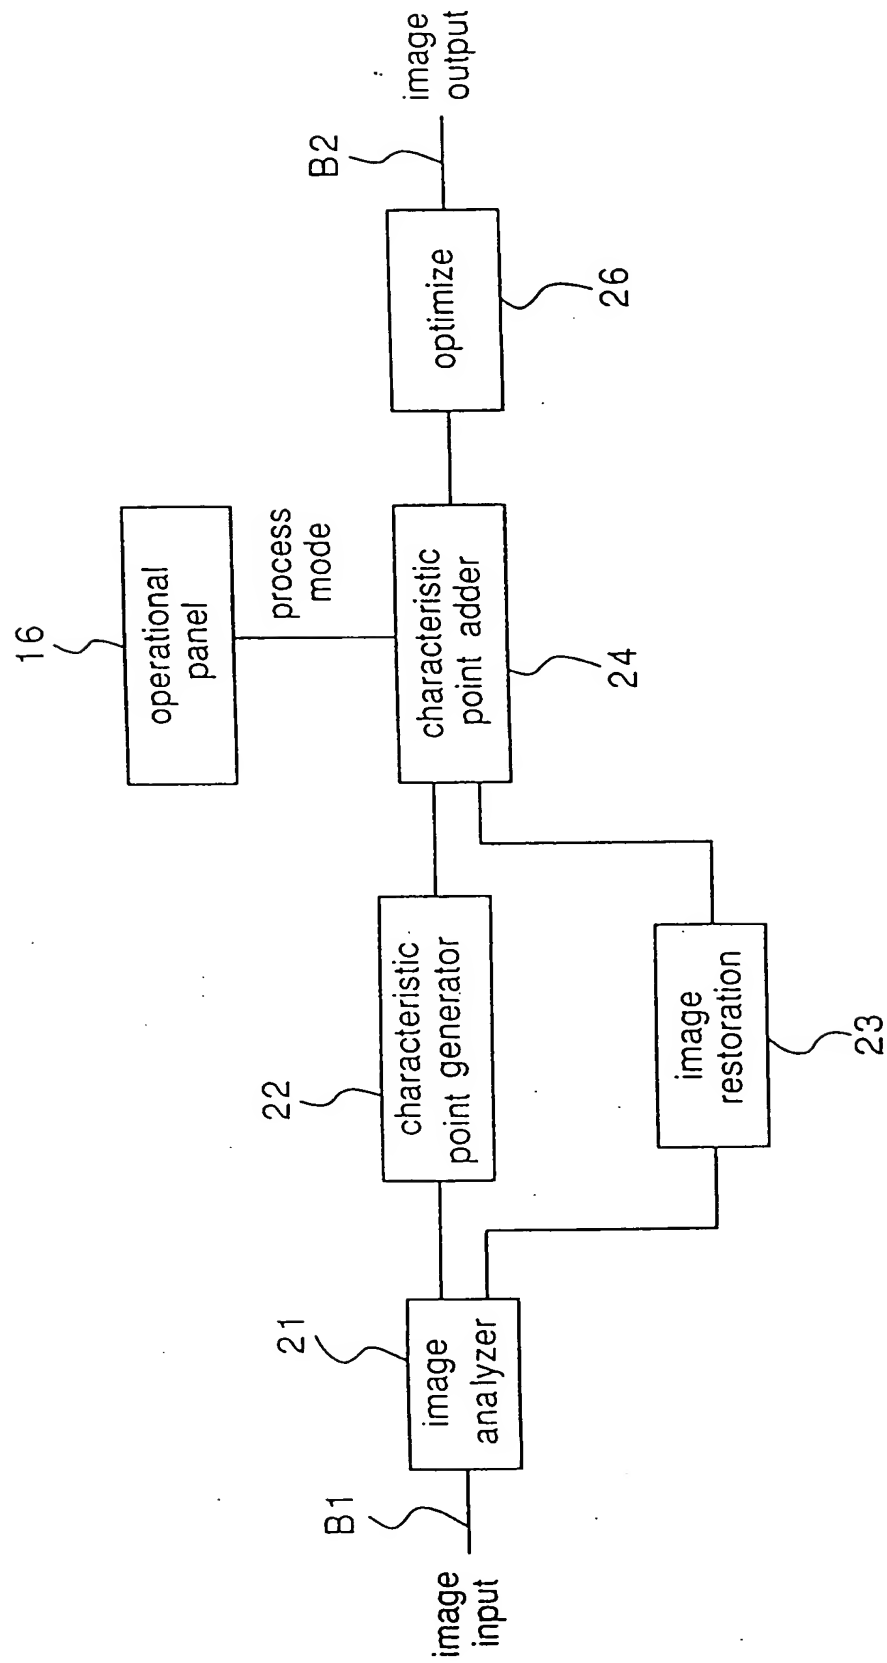 16
operational
panel
process
mode
B2
image
output
optimize
26
characteristic
point adder
24
22
characteristic
point generator
image
restoration
23
21
image
analyzer
B1
image
input